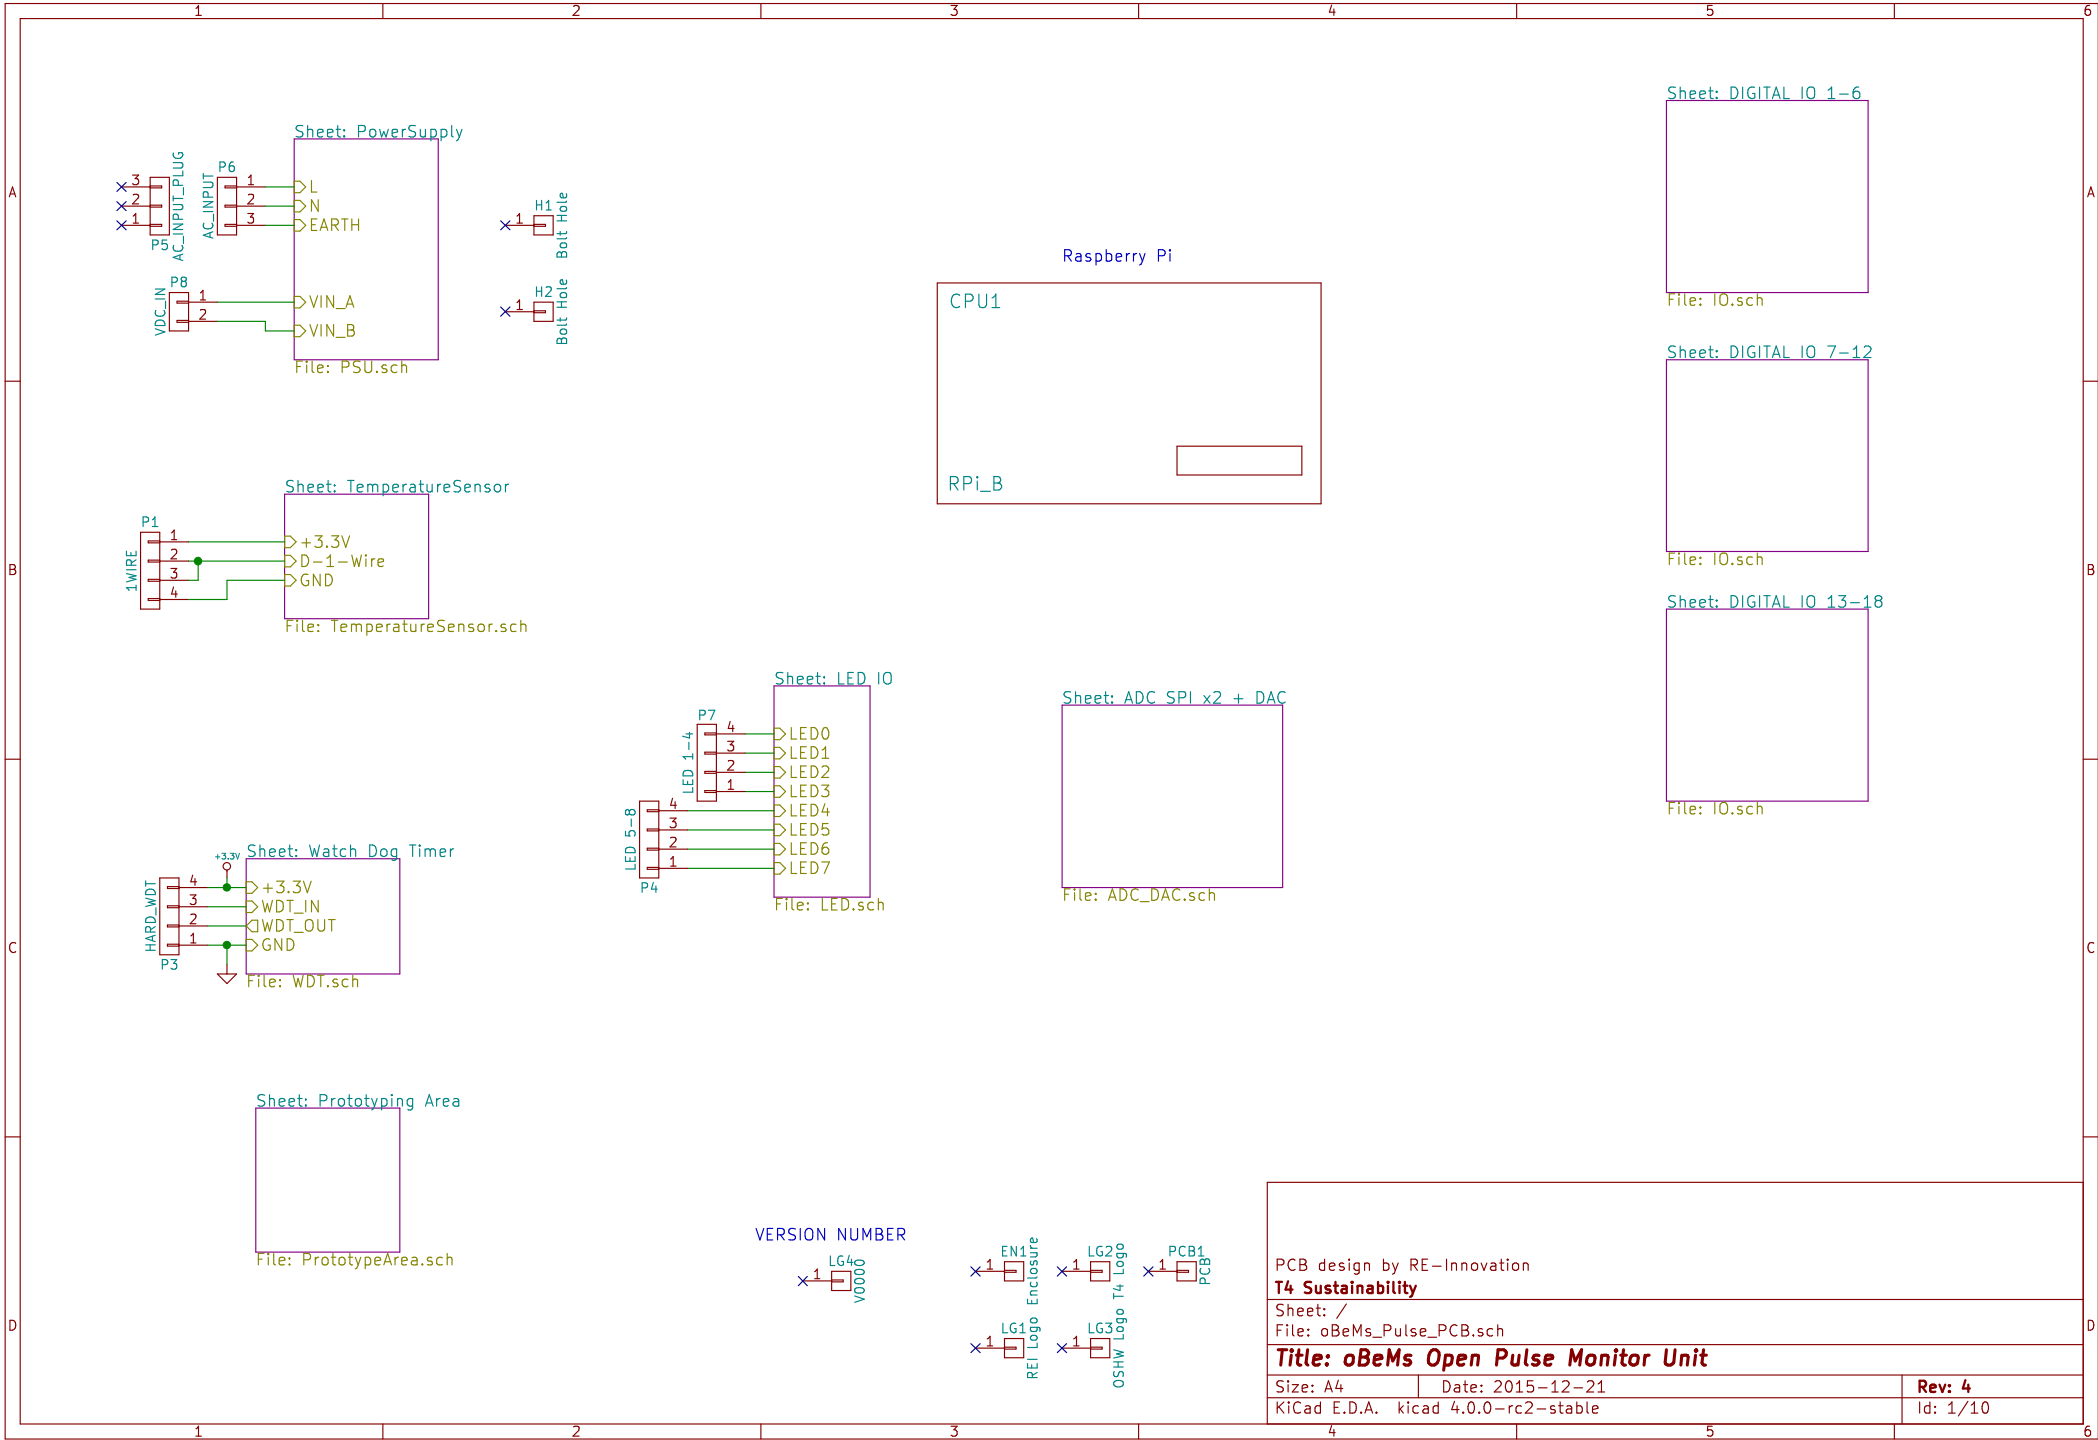 1 2 3 4 5 6
A
B
C
D
Sheet: PowerSupply
L
N
EARTH
VIN_A
VIN_B
File: PSU.sch
3
2
1
P5
AC_INPUT_PLUG
P6
AC_INPUT
1
2
3
P8
VDC_IN
1
2
H1
1
Bolt Hole
H2
1
Bolt Hole
Raspberry Pi
CPU1
RPi_B
Sheet: DIGITAL IO 1-6
File: IO.sch
Sheet: DIGITAL IO 7-12
File: IO.sch
Sheet: DIGITAL IO 13-18
File: IO.sch
Sheet: TemperatureSensor
+3.3V
D-1-Wire
GND
File: TemperatureSensor.sch
P1
1WIRE
1
2
3
4
Sheet: LED IO
LED0
LED1
LED2
LED3
LED4
LED5
LED6
LED7
File: LED.sch
P7
LED 1-4
4
3
2
1
LED 5-8
4
3
2
1
P4
Sheet: ADC SPI x2 + DAC
File: ADC_DAC.sch
Sheet: Watch Dog Timer
+3.3V
+3.3V
WDT_IN
WDT_OUT
GND
File: WDT.sch
HARD_WDT
4
3
2
1
P3
Sheet: Prototyping Area
File: PrototypeArea.sch
VERSION NUMBER
LG4
1
V0000
EN1
1
Enclosure
LG2
1
T4 Logo
PCB1
1
PCB
LG1
1
REI Logo
LG3
1
OSHW Logo
PCB design by RE-Innovation
T4 Sustainability
Sheet: /
File: oBeMs_Pulse_PCB.sch
Title: oBeMs Open Pulse Monitor Unit
Size: A4 Date: 2015-12-21 Rev: 4
KiCad E.D.A. kicad 4.0.0-rc2-stable Id: 1/10
A
B
C
D
1 2 3 4 5 6